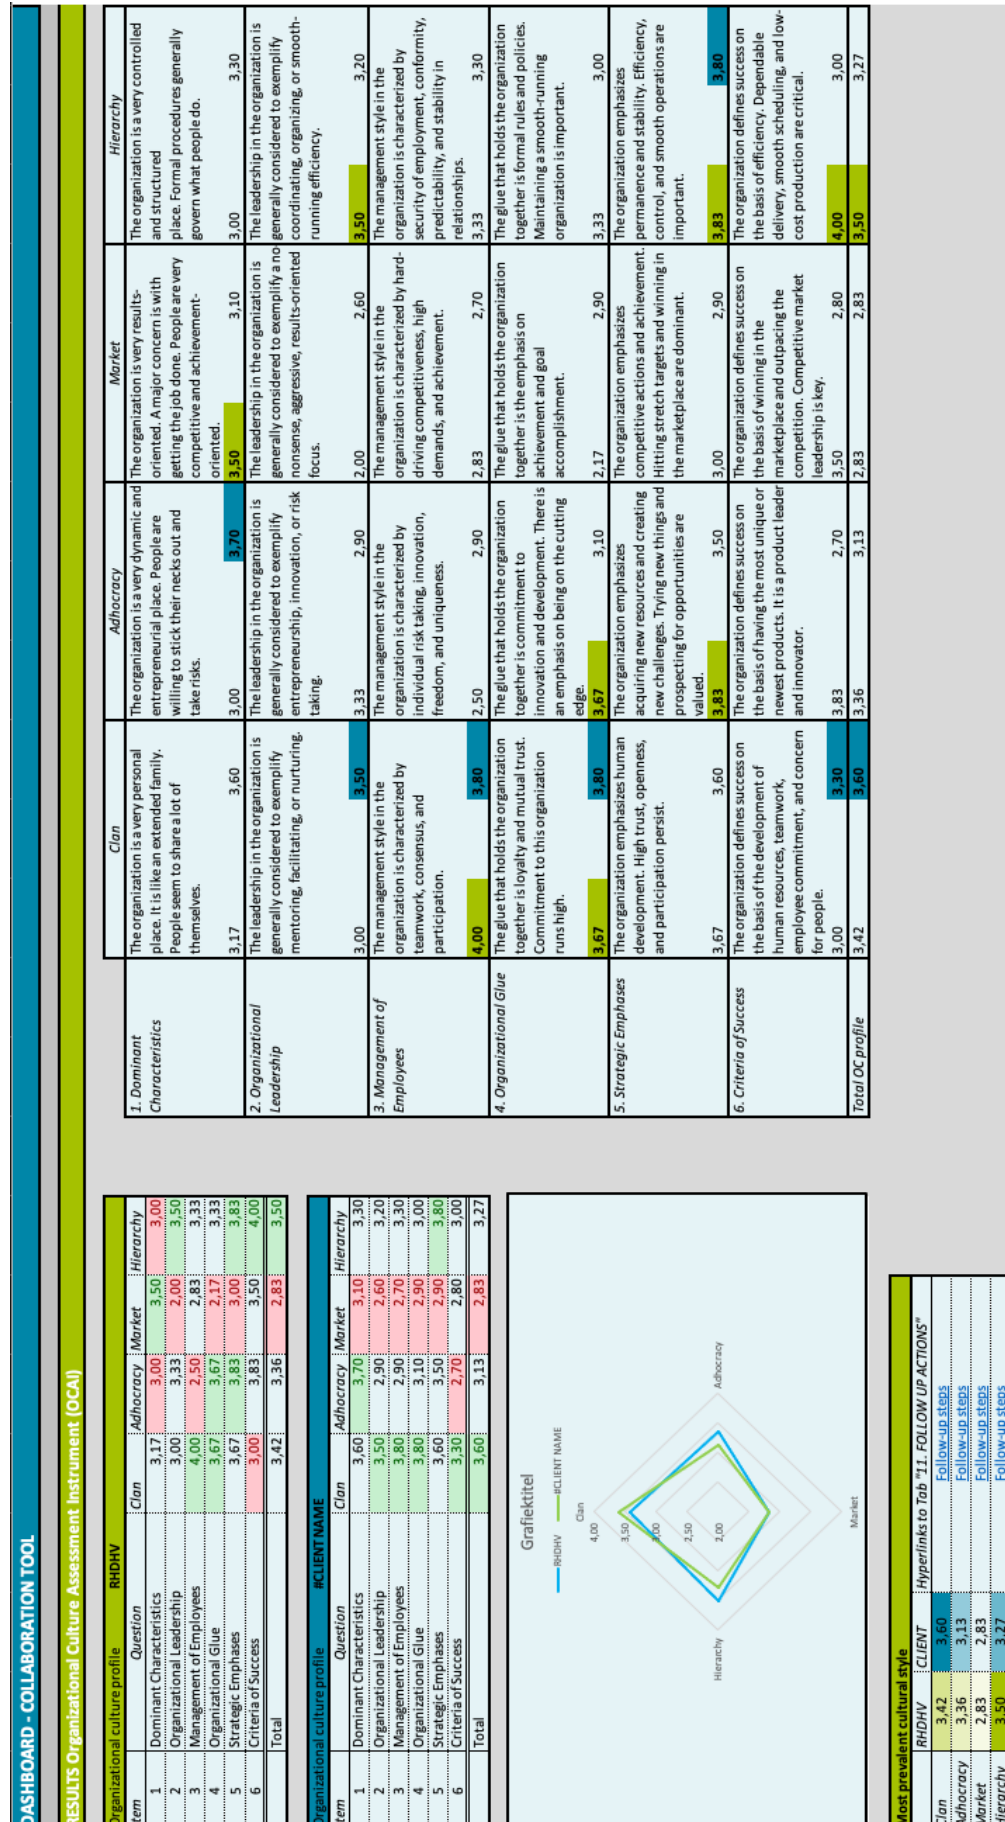 DASHBOARD - COLLABORATION TOOL
RESULTS Organizational Culture Assessment Instrument (OCAI)
Organizational culture profile RHDHV
Item Question Clan Adhocracy Market Hierarchy
1 Dominant Characteristics 3,17 3,00 3,50 3,00
2 Organizational Leadership 3,00 3,33 2,00 3,50
3 Management of Employees 4,00 2,50 2,83 3,33
4 Organizational Glue 3,67 3,67 2,17 3,33
5 Strategic Emphases 3,67 3,83 3,00 3,83
6 Criteria of Success 3,00 3,83 3,50 4,00
Total 3,42 3,36 2,83 3,50
Organizational culture profile #CLIENT NAME
Item Question Clan Adhocracy Market Hierarchy
1 Dominant Characteristics 3,60 3,70 3,10 3,30
2 Organizational Leadership 3,50 2,90 2,60 3,20
3 Management of Employees 3,80 2,90 2,70 3,30
4 Organizational Glue 3,80 3,10 2,90 3,00
5 Strategic Emphases 3,60 3,50 2,90 3,80
6 Criteria of Success 3,30 2,70 2,80 3,00
Total 3,60 3,13 2,83 3,27
Grafiektitel
RHDHV #CLIENT NAME
Clan
4,00
3,50
3,00
2,50
2,00
Hierarchy
Adhocracy
Market
Most prevalent cultural style
RHDHV CLIENT Hyperlinks to Tab "11. FOLLOW UP ACTIONS"
Clan 3,42 3,60 Follow-up steps
Adhocracy 3,36 3,13 Follow-up steps
Market 2,83 2,83 Follow-up steps
Hierarchy 3,50 3,27 Follow-up steps
Clan Adhocracy Market Hierarchy
1. Dominant
Characteristics
The organization is a very personal
place. It is like an extended family.
People seem to share a lot of
themselves.
3,17 3,60
The organization is a very dynamic and
entrepreneurial place. People are
willing to stick their necks out and
take risks.
3,00 3,70
The organization is very results-
oriented. A major concern is with
getting the job done. People are very
competitive and achievement-
oriented.
3,50 3,10
The organization is a very controlled
and structured
place. Formal procedures generally
govern what people do.
3,00 3,30
2. Organizational
Leadership
The leadership in the organization is
generally considered to exemplify
mentoring, facilitating, or nurturing.
3,00 3,50
The leadership in the organization is
generally considered to exemplify
entrepreneurship, innovation, or risk
taking.
3,33 2,90
The leadership in the organization is
generally considered to exemplify a no-
nonsense, aggressive, results-oriented
focus.
2,00 2,60
The leadership in the organization is
generally considered to exemplify
coordinating, organizing, or smooth-
running efficiency.
3,50 3,20
3. Management of
Employees
The management style in the
organization is characterized by
teamwork, consensus, and
participation.
4,00 3,80
The management style in the
organization is characterized by
individual risk taking, innovation,
freedom, and uniqueness.
2,50 2,90
The management style in the
organization is characterized by hard-
driving competitiveness, high
demands, and achievement.
2,83 2,70
The management style in the
organization is characterized by
security of employment, conformity,
predictability, and stability in
relationships.
3,33 3,30
4. Organizational Glue
The glue that holds the organization
together is loyalty and mutual trust.
Commitment to this organization
runs high.
3,67 3,80
The glue that holds the organization
together is commitment to
innovation and development. There is
an emphasis on being on the cutting
edge.
3,67 3,10
The glue that holds the organization
together is the emphasis on
achievement and goal
accomplishment.
2,17 2,90
The glue that holds the organization
together is formal rules and policies.
Maintaining a smooth-running
organization is important.
3,33 3,00
5. Strategic Emphases
The organization emphasizes human
development. High trust, openness,
and participation persist.
3,67 3,60
The organization emphasizes
acquiring new resources and creating
new challenges. Trying new things and
prospecting for opportunities are
valued.
3,83 3,50
The organization emphasizes
competitive actions and achievement.
Hitting stretch targets and winning in
the marketplace are dominant.
3,00 2,90
The organization emphasizes
permanence and stability. Efficiency,
control, and smooth operations are
important.
3,83 3,80
6. Criteria of Success
The organization defines success on
the basis of the development of
human resources, teamwork,
employee commitment, and concern
for people.
3,00 3,30
The organization defines success on
the basis of having the most unique or
newest products. It is a product leader
and innovator.
3,83 2,70
The organization defines success on
the basis of winning in the
marketplace and outpacing the
competition. Competitive market
leadership is key.
3,50 2,80
The organization defines success on
the basis of efficiency. Dependable
delivery, smooth scheduling, and low-
cost production are critical.
4,00 3,00
Total OC profile 3,42 3,60 3,36 3,13 2,83 2,83 3,50 3,27